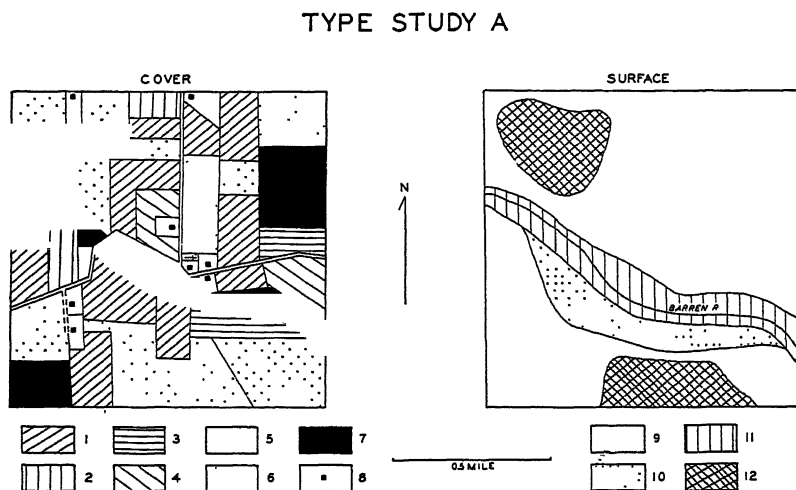 TYPE STUDY A
COVER
SURFACE
N
BARREN R
1 3 5 7
2 4 6 8
0.5 MILE
9 11
10 12